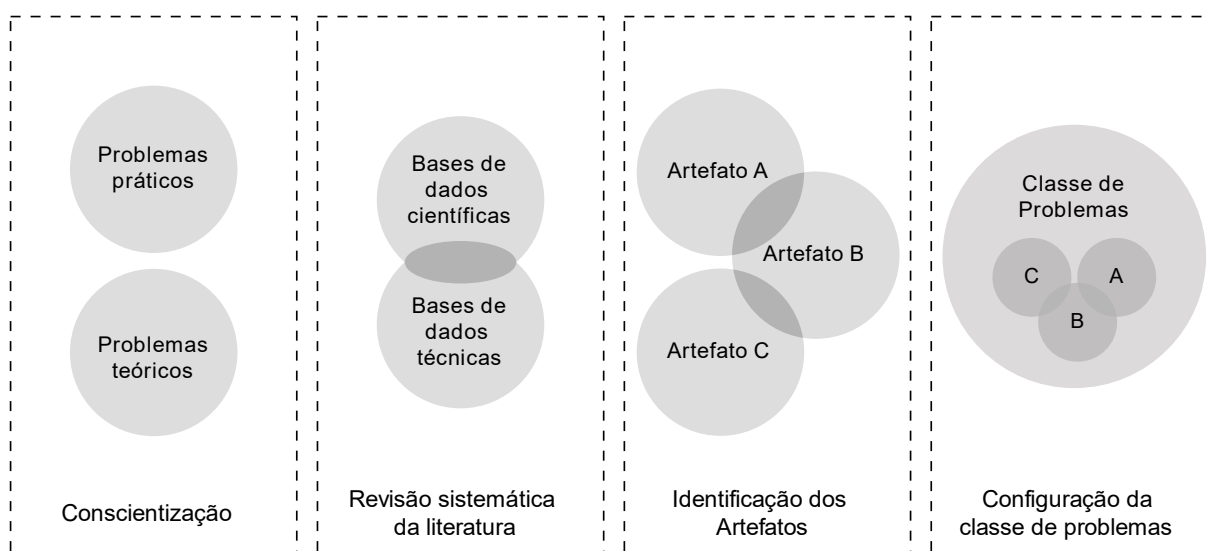 Problemas
práticos
Problemas
teóricos
Conscientização
Bases de
dados
científicas
Bases de
dados
técnicas
Revisão sistemática
da literatura
Artefato A
Artefato B
Artefato C
Identificação dos
Artefatos
Classe de
Problemas
C
A
B
Configuração da
classe de problemas